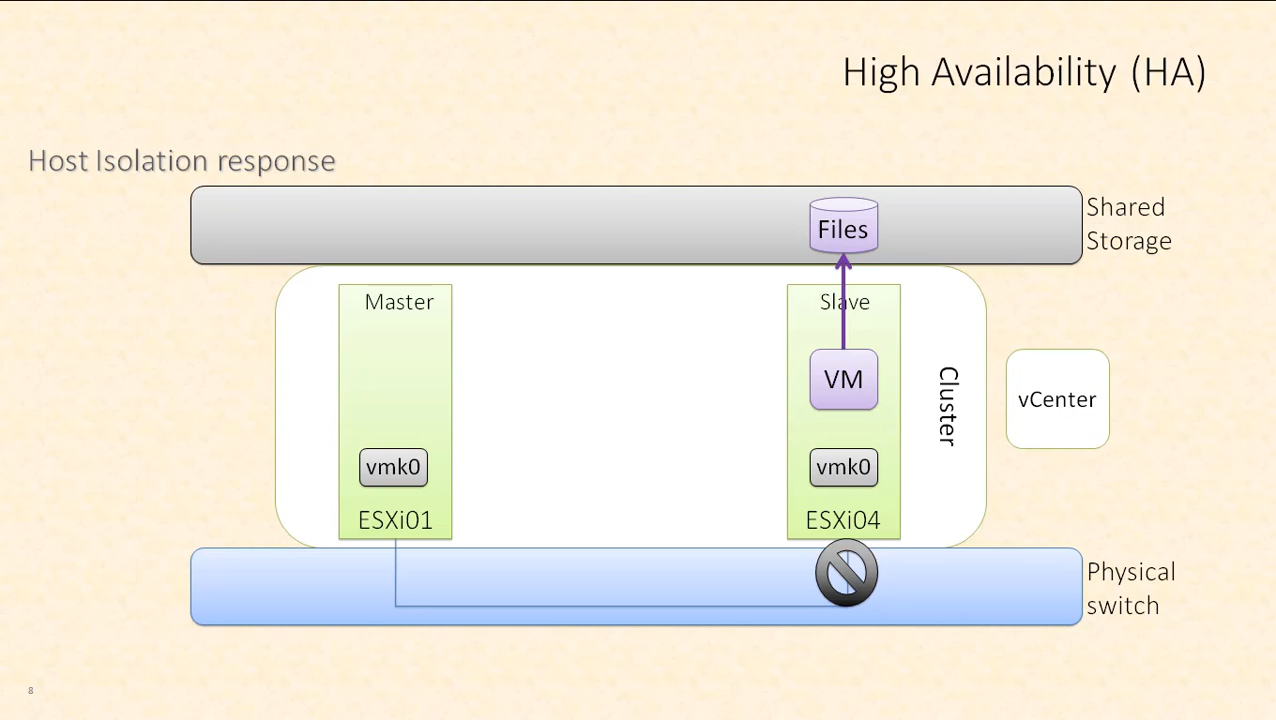 High Availability (HA)
Host Isolation response
Shared
Storage
Files
Master
Slave
VM
Cluster
vCenter
vmk0
vmk0
ESXi01
ESXi04
Physical
switch
8